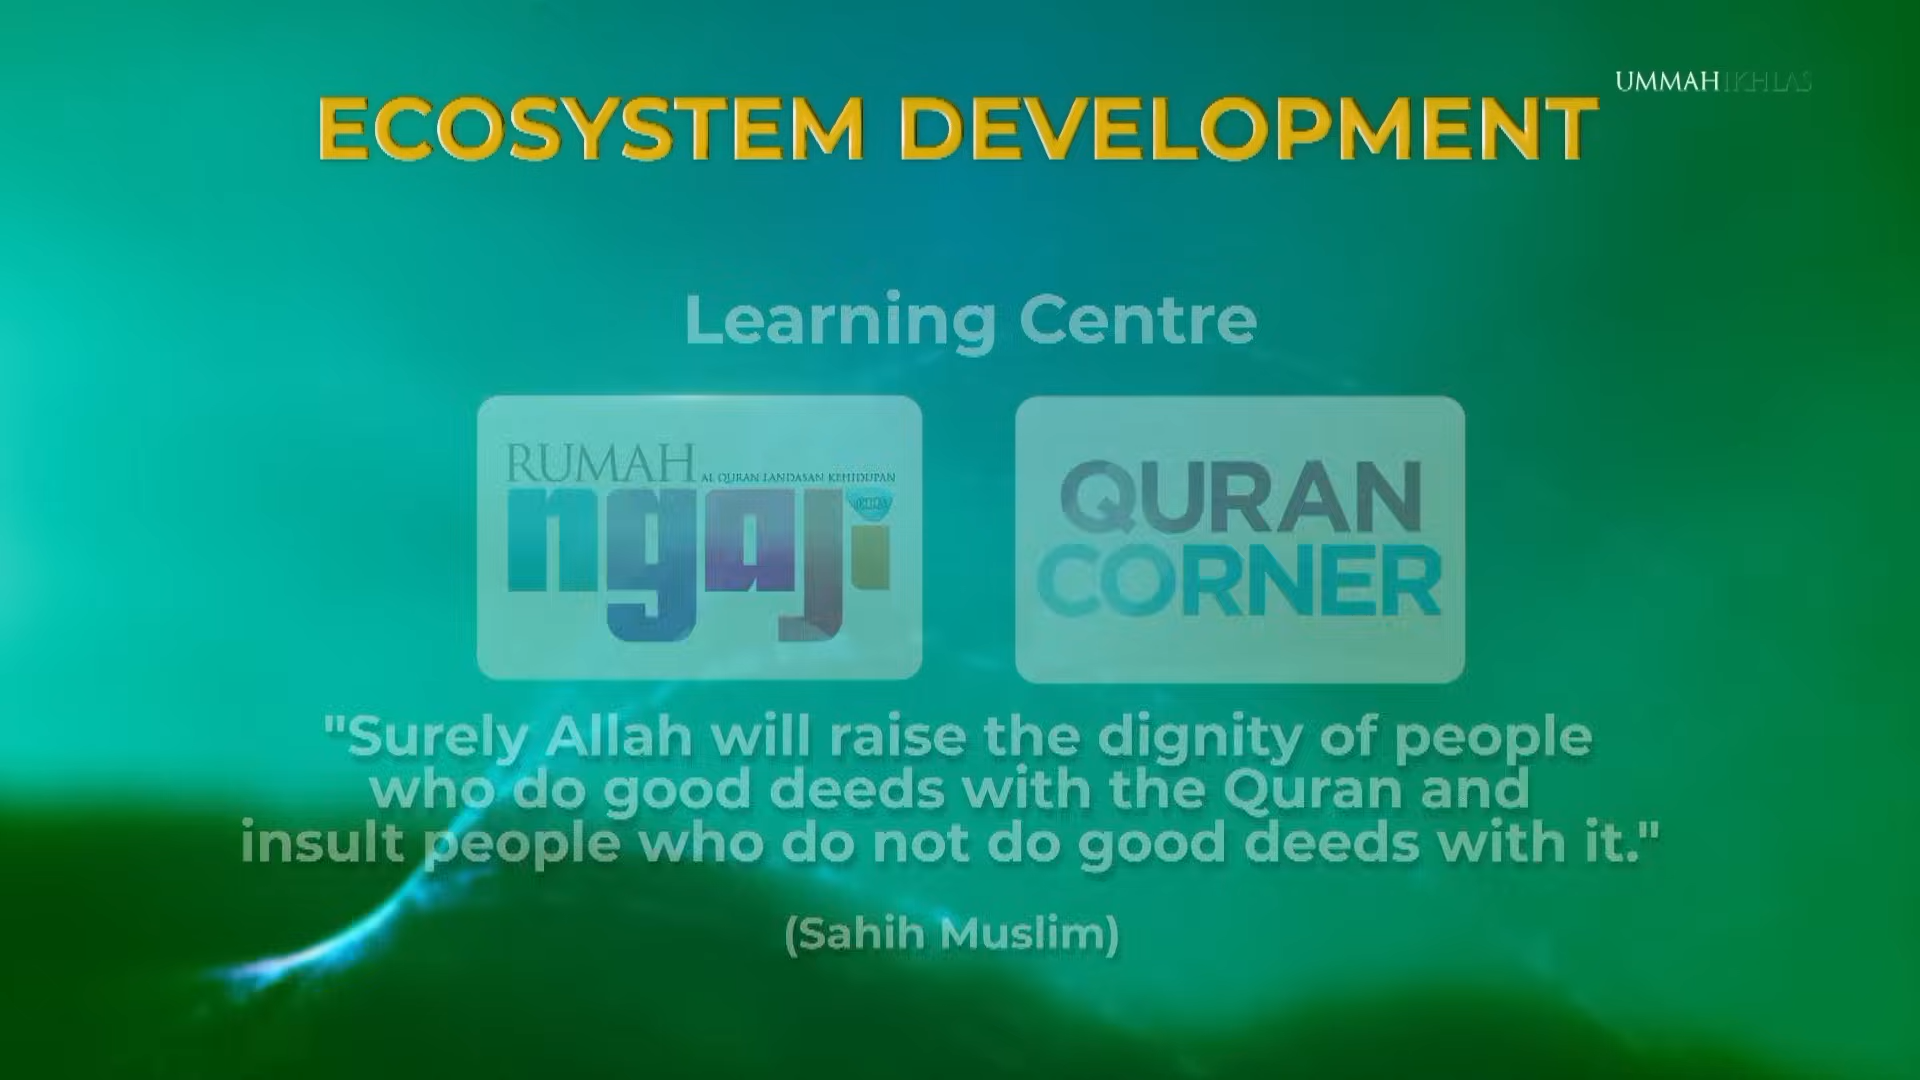 UMMAHIKHLAS
ECOSYSTEM DEVELOPMENT
Learning Centre
RUMAH
AL QURAN LANDASAN KEHIDUPAN
ngaji
QURAN
CORNER
"Surely Allah will raise the dignity of people
who do good deeds with the Quran and
insult people who do not do good deeds with it."
(Sahih Muslim)